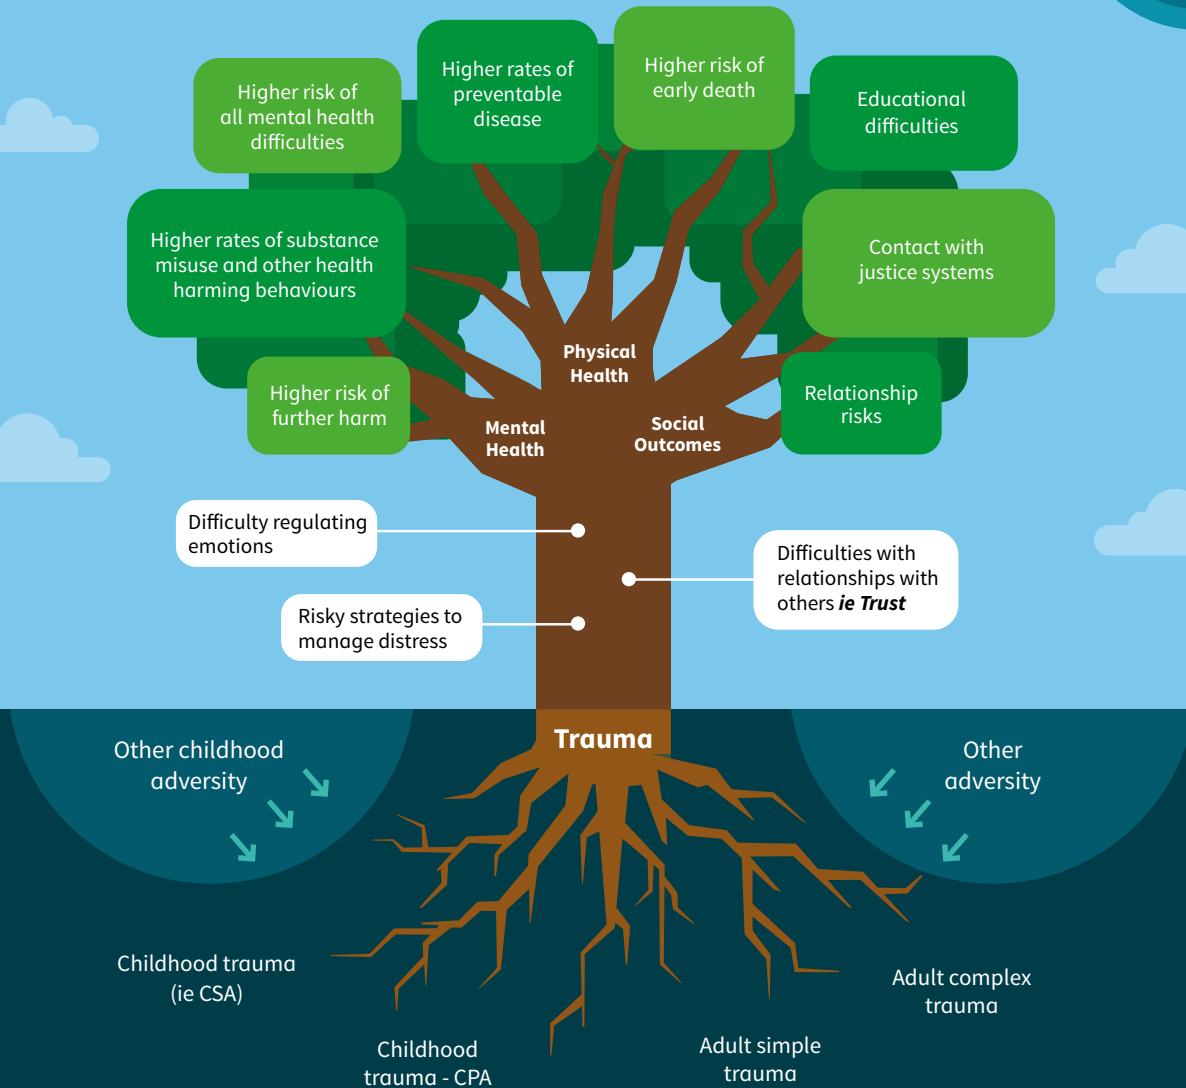 Higher risk of
all mental health
difficulties
Higher rates of
preventable
disease
Higher risk of
early death
Educational
difficulties
Higher rates of substance
misuse and other health
harming behaviours
Contact with
justice systems
Higher risk of
further harm
Relationship
risks
Physical
Health
Mental
Health
Social
Outcomes
Difficulty regulating
emotions
Difficulties with
relationships with
others ie Trust
Risky strategies to
manage distress
Trauma
Other childhood
adversity
Other
adversity
Childhood trauma
(ie CSA)
Childhood
trauma - CPA
Adult simple
trauma
Adult complex
trauma